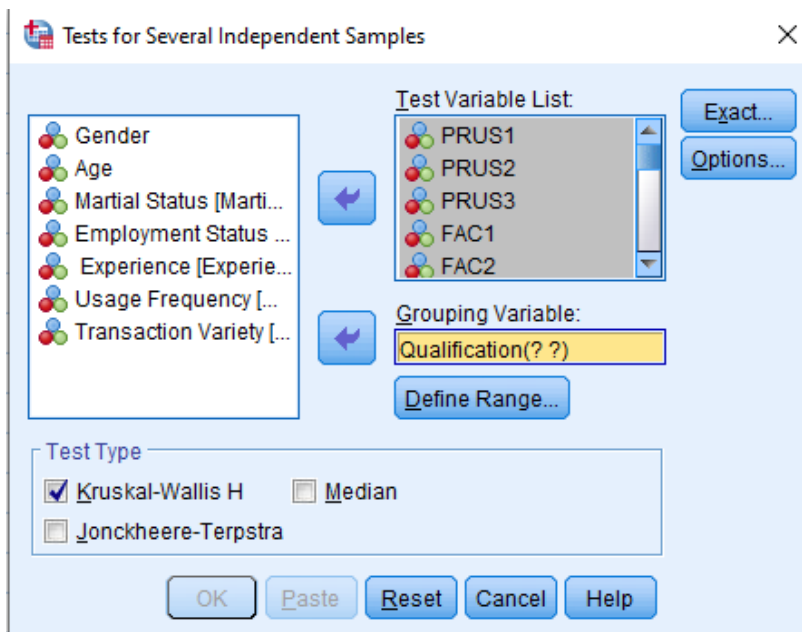 Tests for Several Independent Samples
Gender
Age
Martial Status [Marti...
Employment Status ...
Experience [Experie...
Usage Frequency [...
Transaction Variety [...
Test Variable List:
PRUS1
PRUS2
PRUS3
FAC1
FAC2
Exact...
Options...
Grouping Variable:
Qualification(? ?)
Define Range...
Test Type
Kruskal-Wallis H Median
Jonckheere-Terpstra
OK Paste Reset Cancel Help